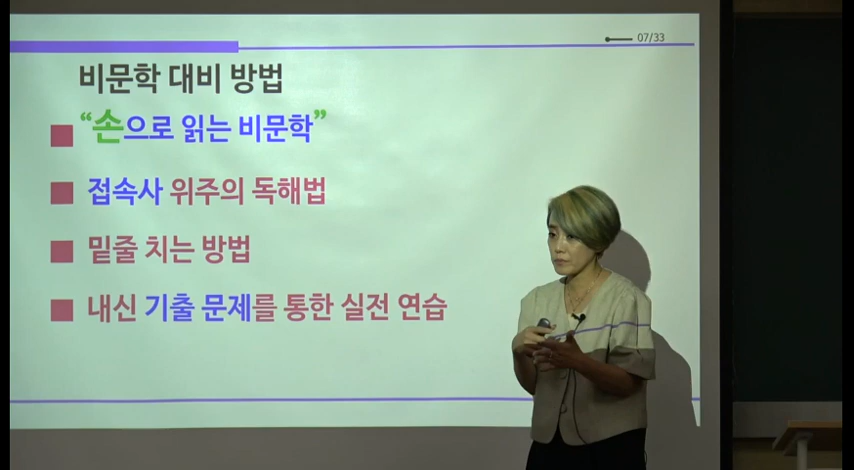 07/33
비문학 대비 방법
■ “손으로 읽는 비문학”
■ 접속사 위주의 독해법
■ 밑줄 치는 방법
■ 내신 기출 문제를 통한 실전 연습